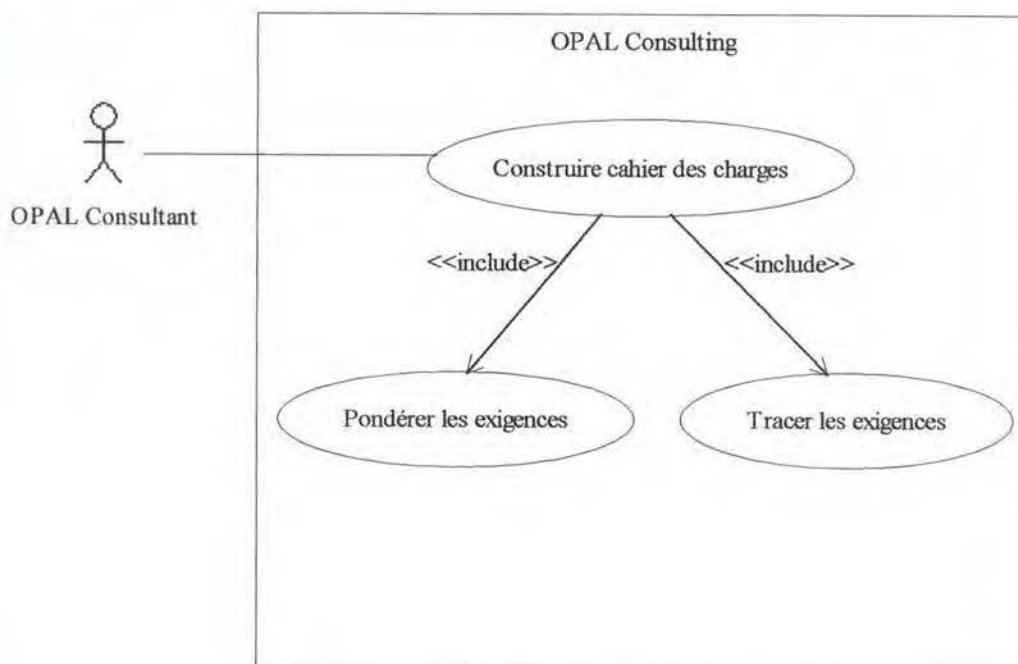 OPAL Consulting
Construire cahier des charges
OPAL Consultant
<<include>>
<<include>>
Pondérer les exigences
Tracer les exigences